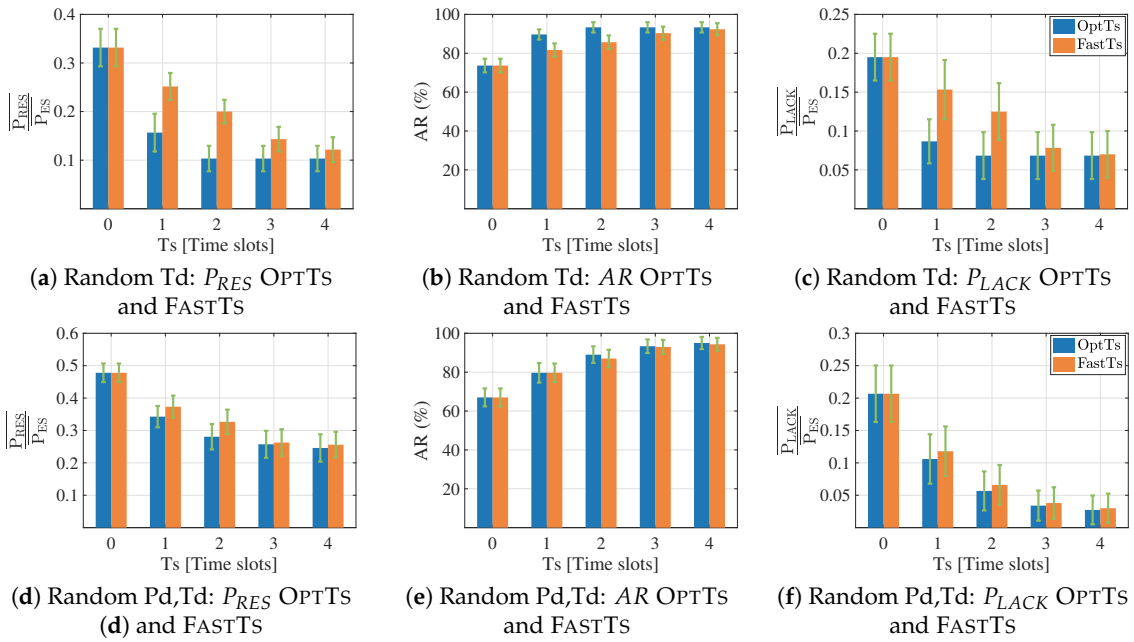 0.4
0.3
0.2
0.1
P_RES
P_ES
0 1 2 3 4
Ts [Time slots]
(a) Random Td: P_RES OPTTS
and FASTTS
100
80
60
40
20
AR (%)
0 1 2 3 4
Ts [Time slots]
(b) Random Td: AR OPTTS
and FASTTS
0.25
0.2
0.15
0.1
0.05
P_LACK
P_ES
OptTs
FastTs
0 1 2 3 4
Ts [Time slots]
(c) Random Td: P_LACK OPTTS
and FASTTS
0.6
0.5
0.4
0.3
0.2
0.1
P_RES
P_ES
0 1 2 3 4
Ts [Time slots]
(d) Random Pd,Td: P_RES OPTTS
(d) and FASTTS
100
80
60
40
20
AR (%)
0 1 2 3 4
Ts [Time slots]
(e) Random Pd,Td: AR OPTTS
and FASTTS
0.3
0.25
0.2
0.15
0.1
0.05
P_LACK
P_ES
OptTs
FastTs
0 1 2 3 4
Ts [Time slots]
(f) Random Pd,Td: P_LACK OPTTS
and FASTTS